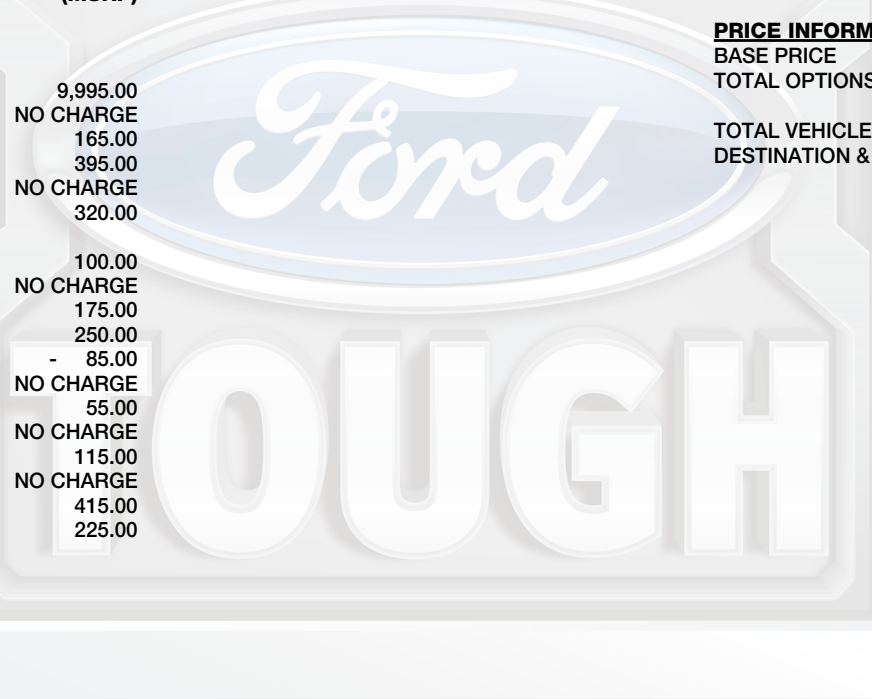 (MSRP)
9,995.00
NO CHARGE
165.00
395.00
NO CHARGE
320.00
100.00
NO CHARGE
175.00
250.00
- 85.00
NO CHARGE
55.00
NO CHARGE
115.00
NO CHARGE
415.00
225.00
PRICE INFORM
BASE PRICE
TOTAL OPTIONS
TOTAL VEHICLE
DESTINATION &
Ford
TOUGH